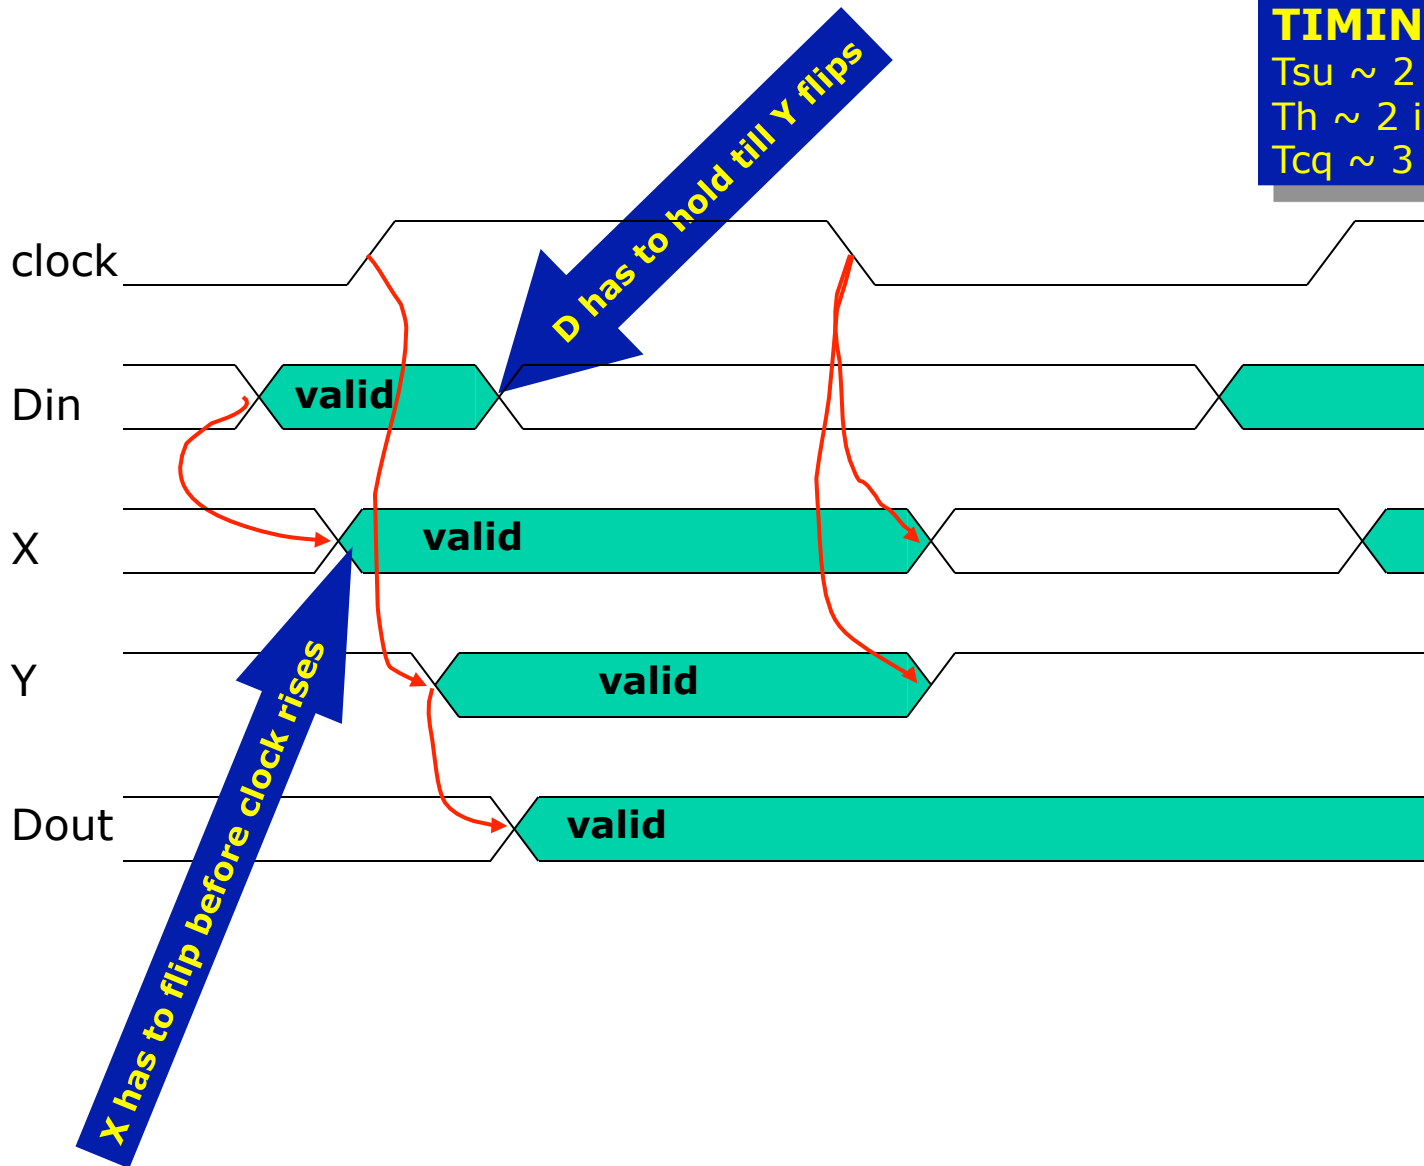 TIMIN
Tsu ~ 2
Th ~ 2 i
Tcq ~ 3
D has to hold till Y flips
clock
Din
valid
X
valid
Y
valid
Dout
valid
X has to flip before clock rises